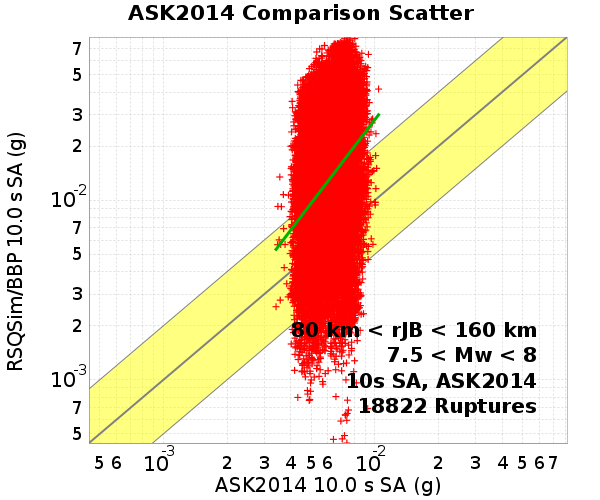 ASK2014 Comparison Scatter
RSQSim/BBP 10.0 s SA (g)
7
5
3
2
10-2
7
5
3
2
10-3
7
5
80 km < rJB < 160 km
7.5 < Mw < 8
10s SA, ASK2014
18822 Ruptures
5 6 10-3 2 3 4 5 6 10-2 2 3 4 5 6 7
ASK2014 10.0 s SA (g)